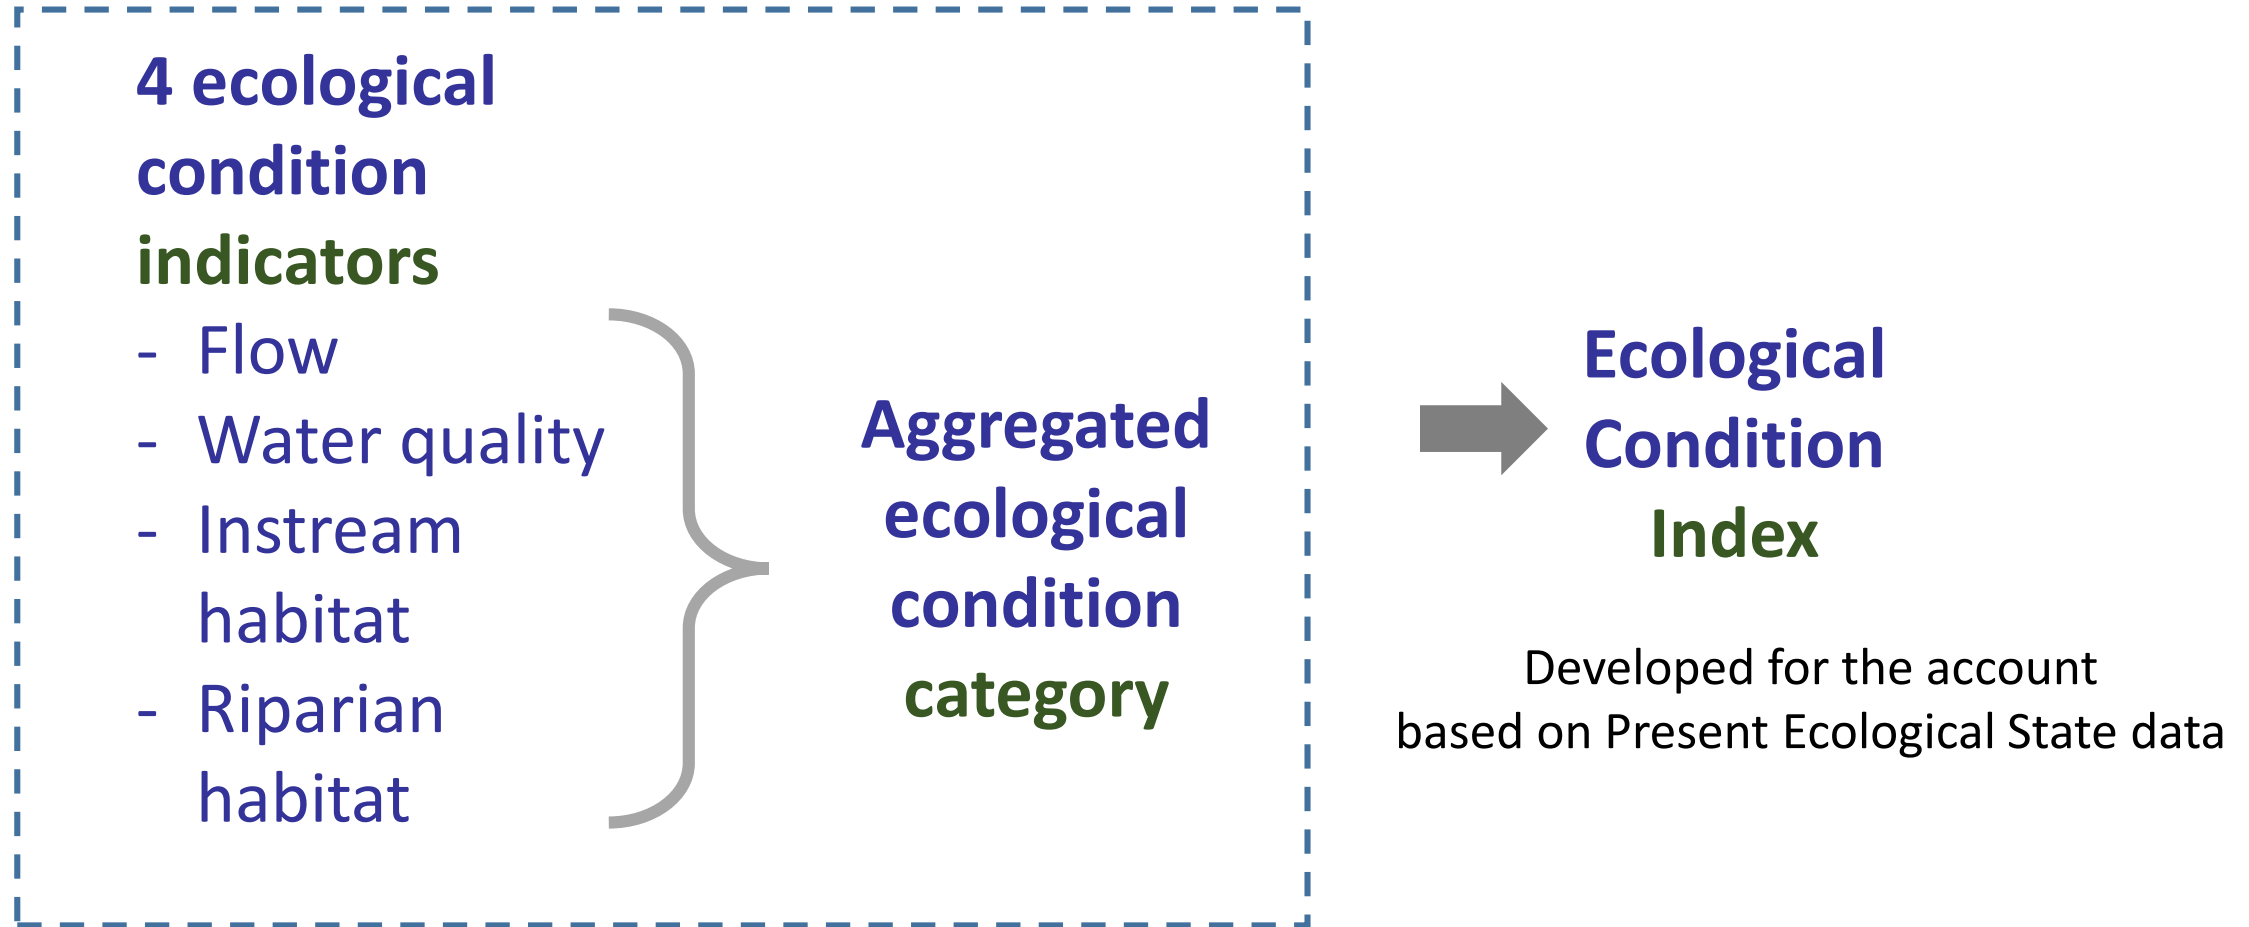 4 ecological
condition
indicators
- Flow
- Water quality
- Instream
habitat
- Riparian
habitat
Aggregated
ecological
condition
category
Ecological
Condition
Index
Developed for the account
based on Present Ecological State data